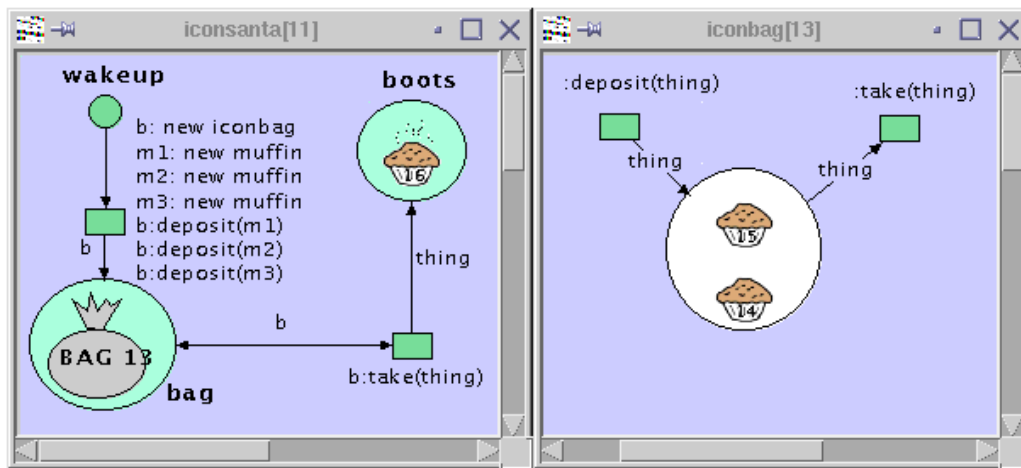 iconsanta[11]
wakeup
boots
b: new iconbag
m1: new muffin
m2: new muffin
m3: new muffin
b:deposit(m1)
b:deposit(m2)
b:deposit(m3)
b
16
thing
b
BAG 13
bag
b:take(thing)
iconbag[13]
:deposit(thing)
:take(thing)
thing
thing
15
14